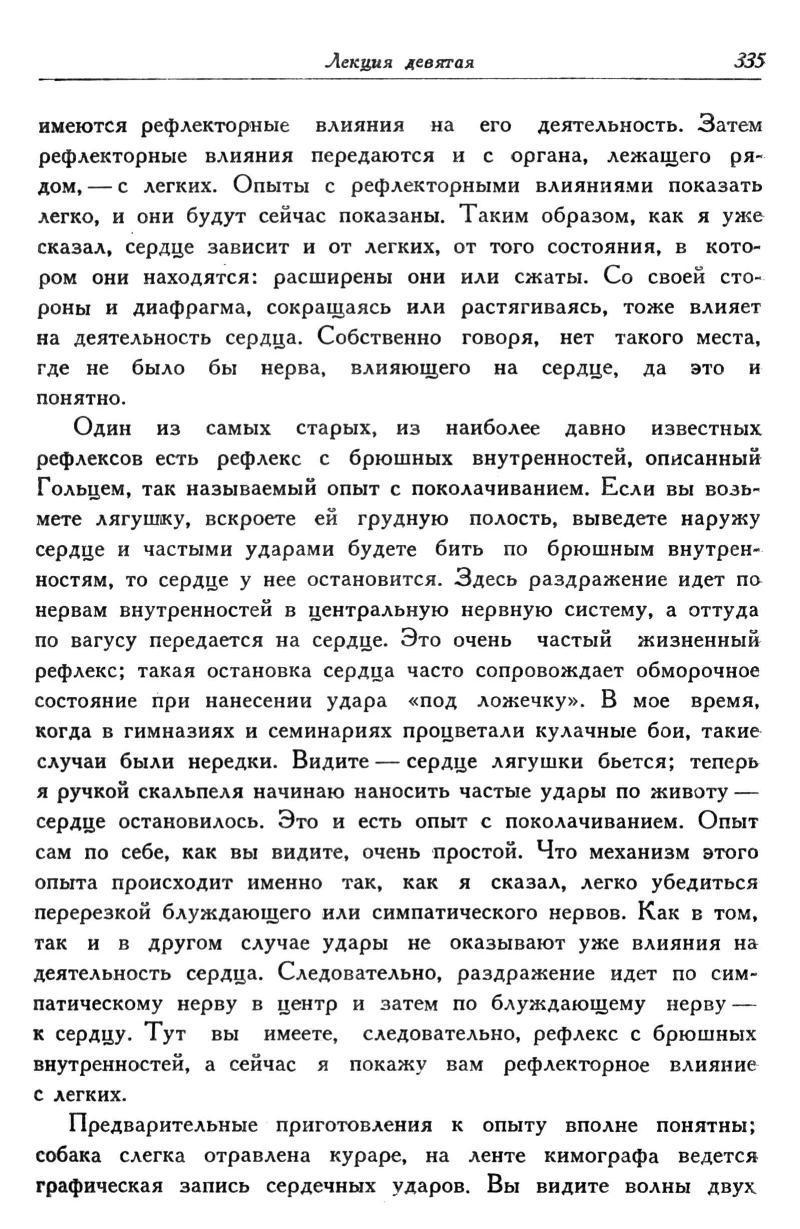 Лекция девятая 335
имеются рефлекторные влияния на его деятельность. Затем
рефлекторные влияния передаются и с органа, лежащего ря-
дом, — с легких. Опыты с рефлекторными влияниями показать
легко, и они будут сейчас показаны. Таким образом, как я уже
сказал, сердце зависит и от легких, от того состояния, в кото-
ром они находятся: расширены они или сжаты. Со своей сто-
роны и диафрагма, сокращаясь или растягиваясь, тоже влияет
на деятельность сердца. Собственно говоря, нет такого места,
где не было бы нерва, влияющего на сердце, да это и
понятно.
Один из самых старых, из наиболее давно известных
рефлексов есть рефлекс с брюшных внутренностей, описанный
Гольцем, так называемый опыт с поколачиванием. Если вы возь-
мете лягушку, вскроете ей грудную полость, выведете наружу
сердце и частыми ударами будете бить по брюшным внутрен-
ностям, то сердце у нее остановится. Здесь раздражение идет по
нервам внутренностей в центральную нервную систему, а оттуда
по вагусу передается на сердце. Это очень частый жизненный
рефлекс; такая остановка сердца часто сопровождает обморочное
состояние при нанесении удара «под ложечку». В мое время,
когда в гимназиях и семинариях процветали кулачные бои, такие
случаи были нередки. Видите — сердце лягушки бьется; теперь
я ручкой скальпеля начинаю наносить частые удары по животу —
сердце остановилось. Это и есть опыт с поколачиванием. Опыт
сам по себе, как вы видите, очень простой. Что механизм этого
опыта происходит именно так, как я сказал, легко убедиться
перерезкой блуждающего или симпатического нервов. Как в том,
так и в другом случае удары не оказывают уже влияния на
деятельность сердца. Следовательно, раздражение идет по сим-
патическому нерву в центр и затем по блуждающему нерву —
к сердцу. Тут вы имеете, следовательно, рефлекс с брюшных
внутренностей, а сейчас я покажу вам рефлекторное влияние
с легких.
Предварительные приготовления к опыту вполне понятны;
собака слегка отравлена кураре, на ленте кимографа ведется
графическая запись сердечных ударов. Вы видите волны двух